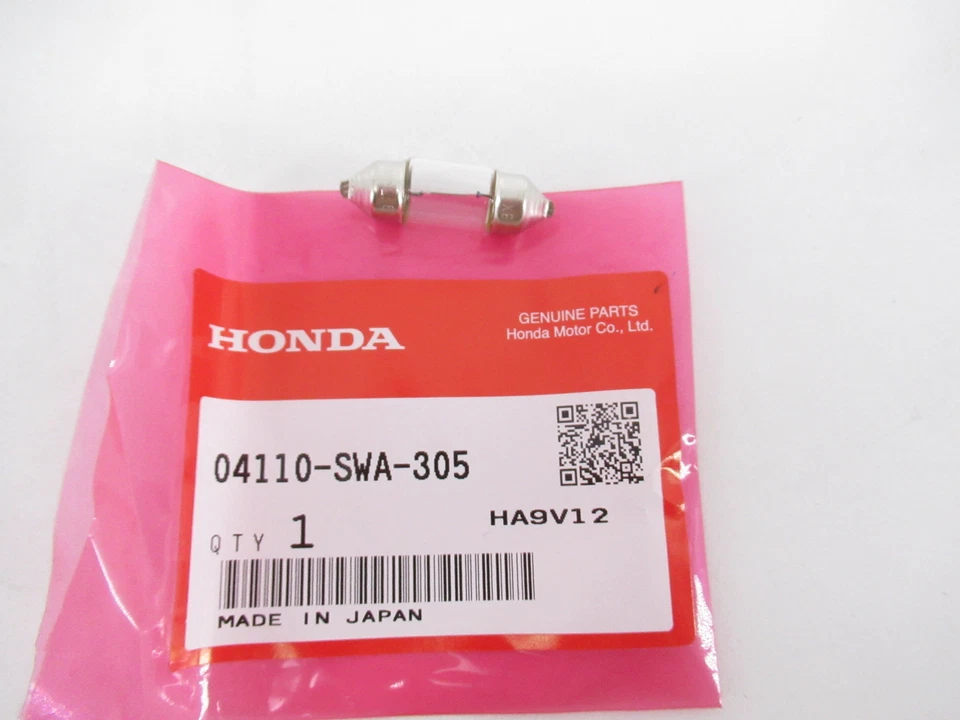 HONDA
GENUINE PARTS
Honda Motor Co., Ltd.
04110-SWA-305
HA9V12
QTY 1
MADE IN JAPAN